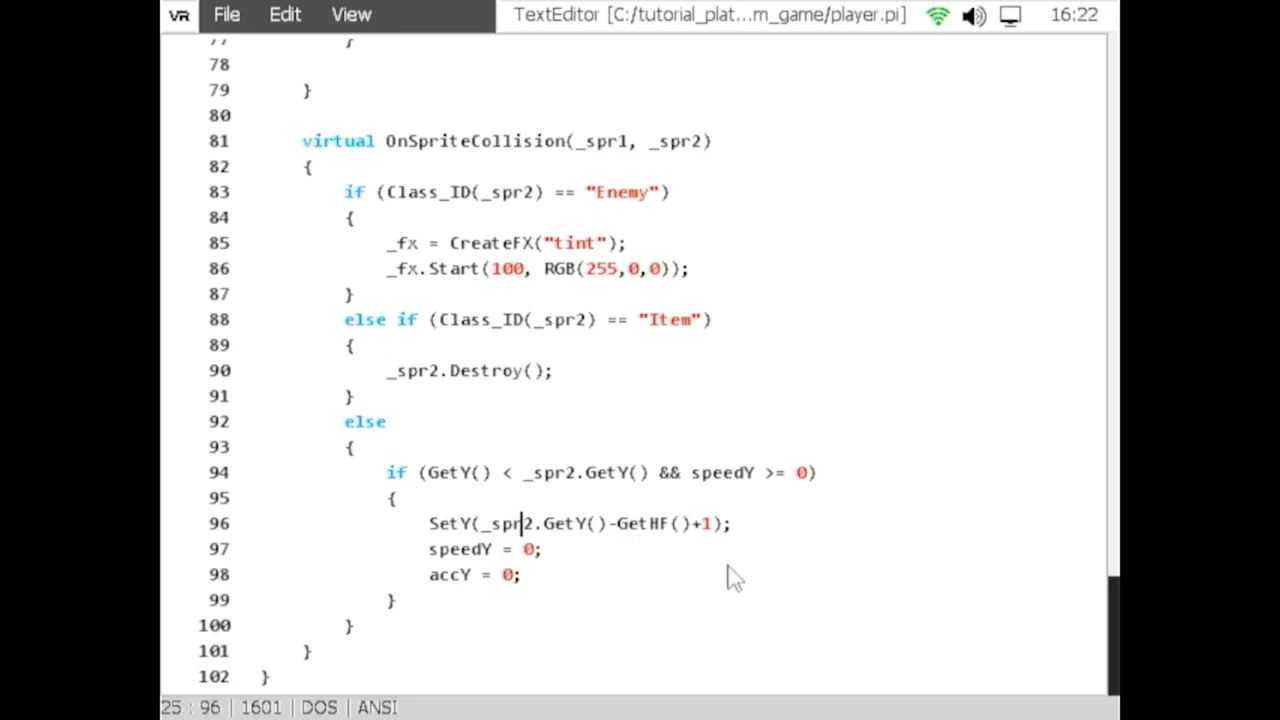 VR File Edit View TextEditor [C:/tutorial_plat...m_game/player.pi] 16:22
77 }
78
79 }
80
81 virtual OnSpriteCollision(_spr1, _spr2)
82 {
83 if (Class_ID(_spr2) == "Enemy")
84 {
85 _fx = CreateFX("tint");
86 _fx.Start(100, RGB(255,0,0));
87 }
88 else if (Class_ID(_spr2) == "Item")
89 {
90 _spr2.Destroy();
91 }
92 else
93 {
94 if (GetY() < _spr2.GetY() && speedY >= 0)
95 {
96 SetY(_spr2.GetY()-GetHF()+1);
97 speedY = 0;
98 accY = 0;
99 }
100 }
101 }
102 }
25 : 96 | 1601 | DOS | ANSI